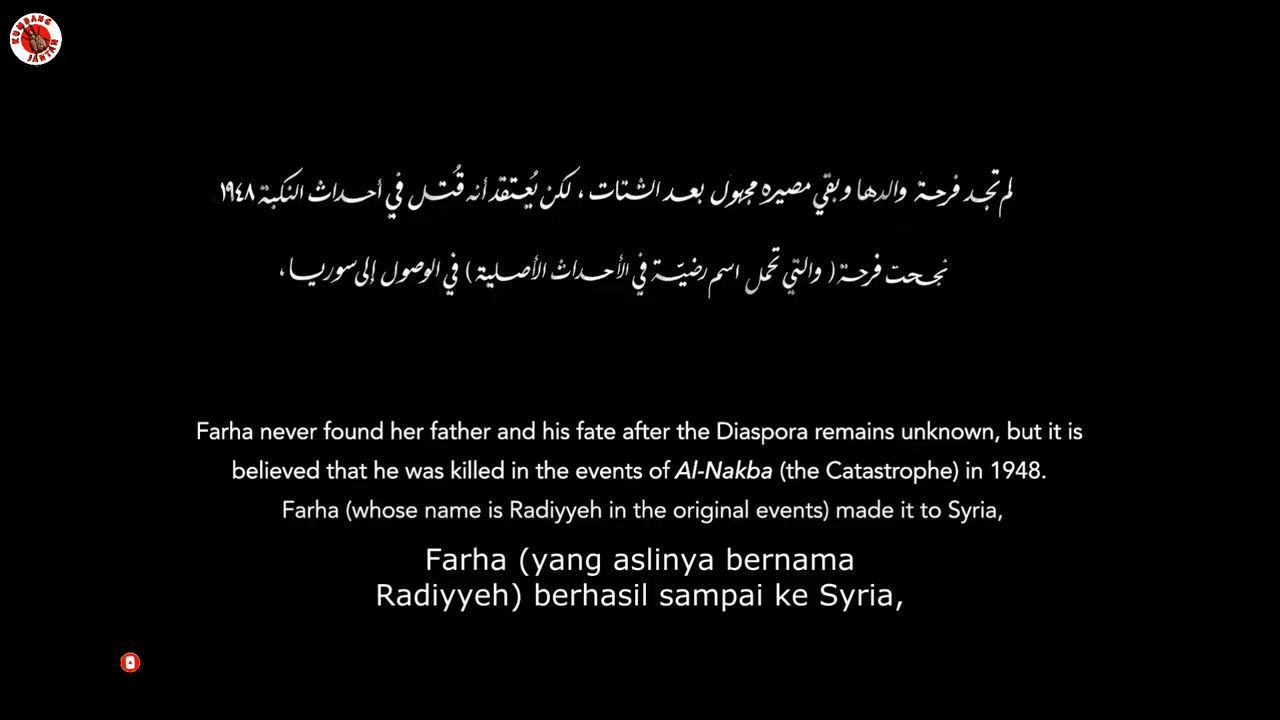 KUMBANG
JANTAN
لم تجد فرحة والدها وبقي مصيره مجهول بعد الشتات، لكن يُعتقد أنه قُتل في أحداث النكبة ١٩٤٨
نجحت فرحة (والتي تحمل اسم رضيّة في الأحداث الأصلية) في الوصول إلى سوريا،
Farha never found her father and his fate after the Diaspora remains unknown, but it is
believed that he was killed in the events of Al-Nakba (the Catastrophe) in 1948.
Farha (whose name is Radiyyeh in the original events) made it to Syria,
Farha (yang aslinya bernama
Radiyyeh) berhasil sampai ke Syria,